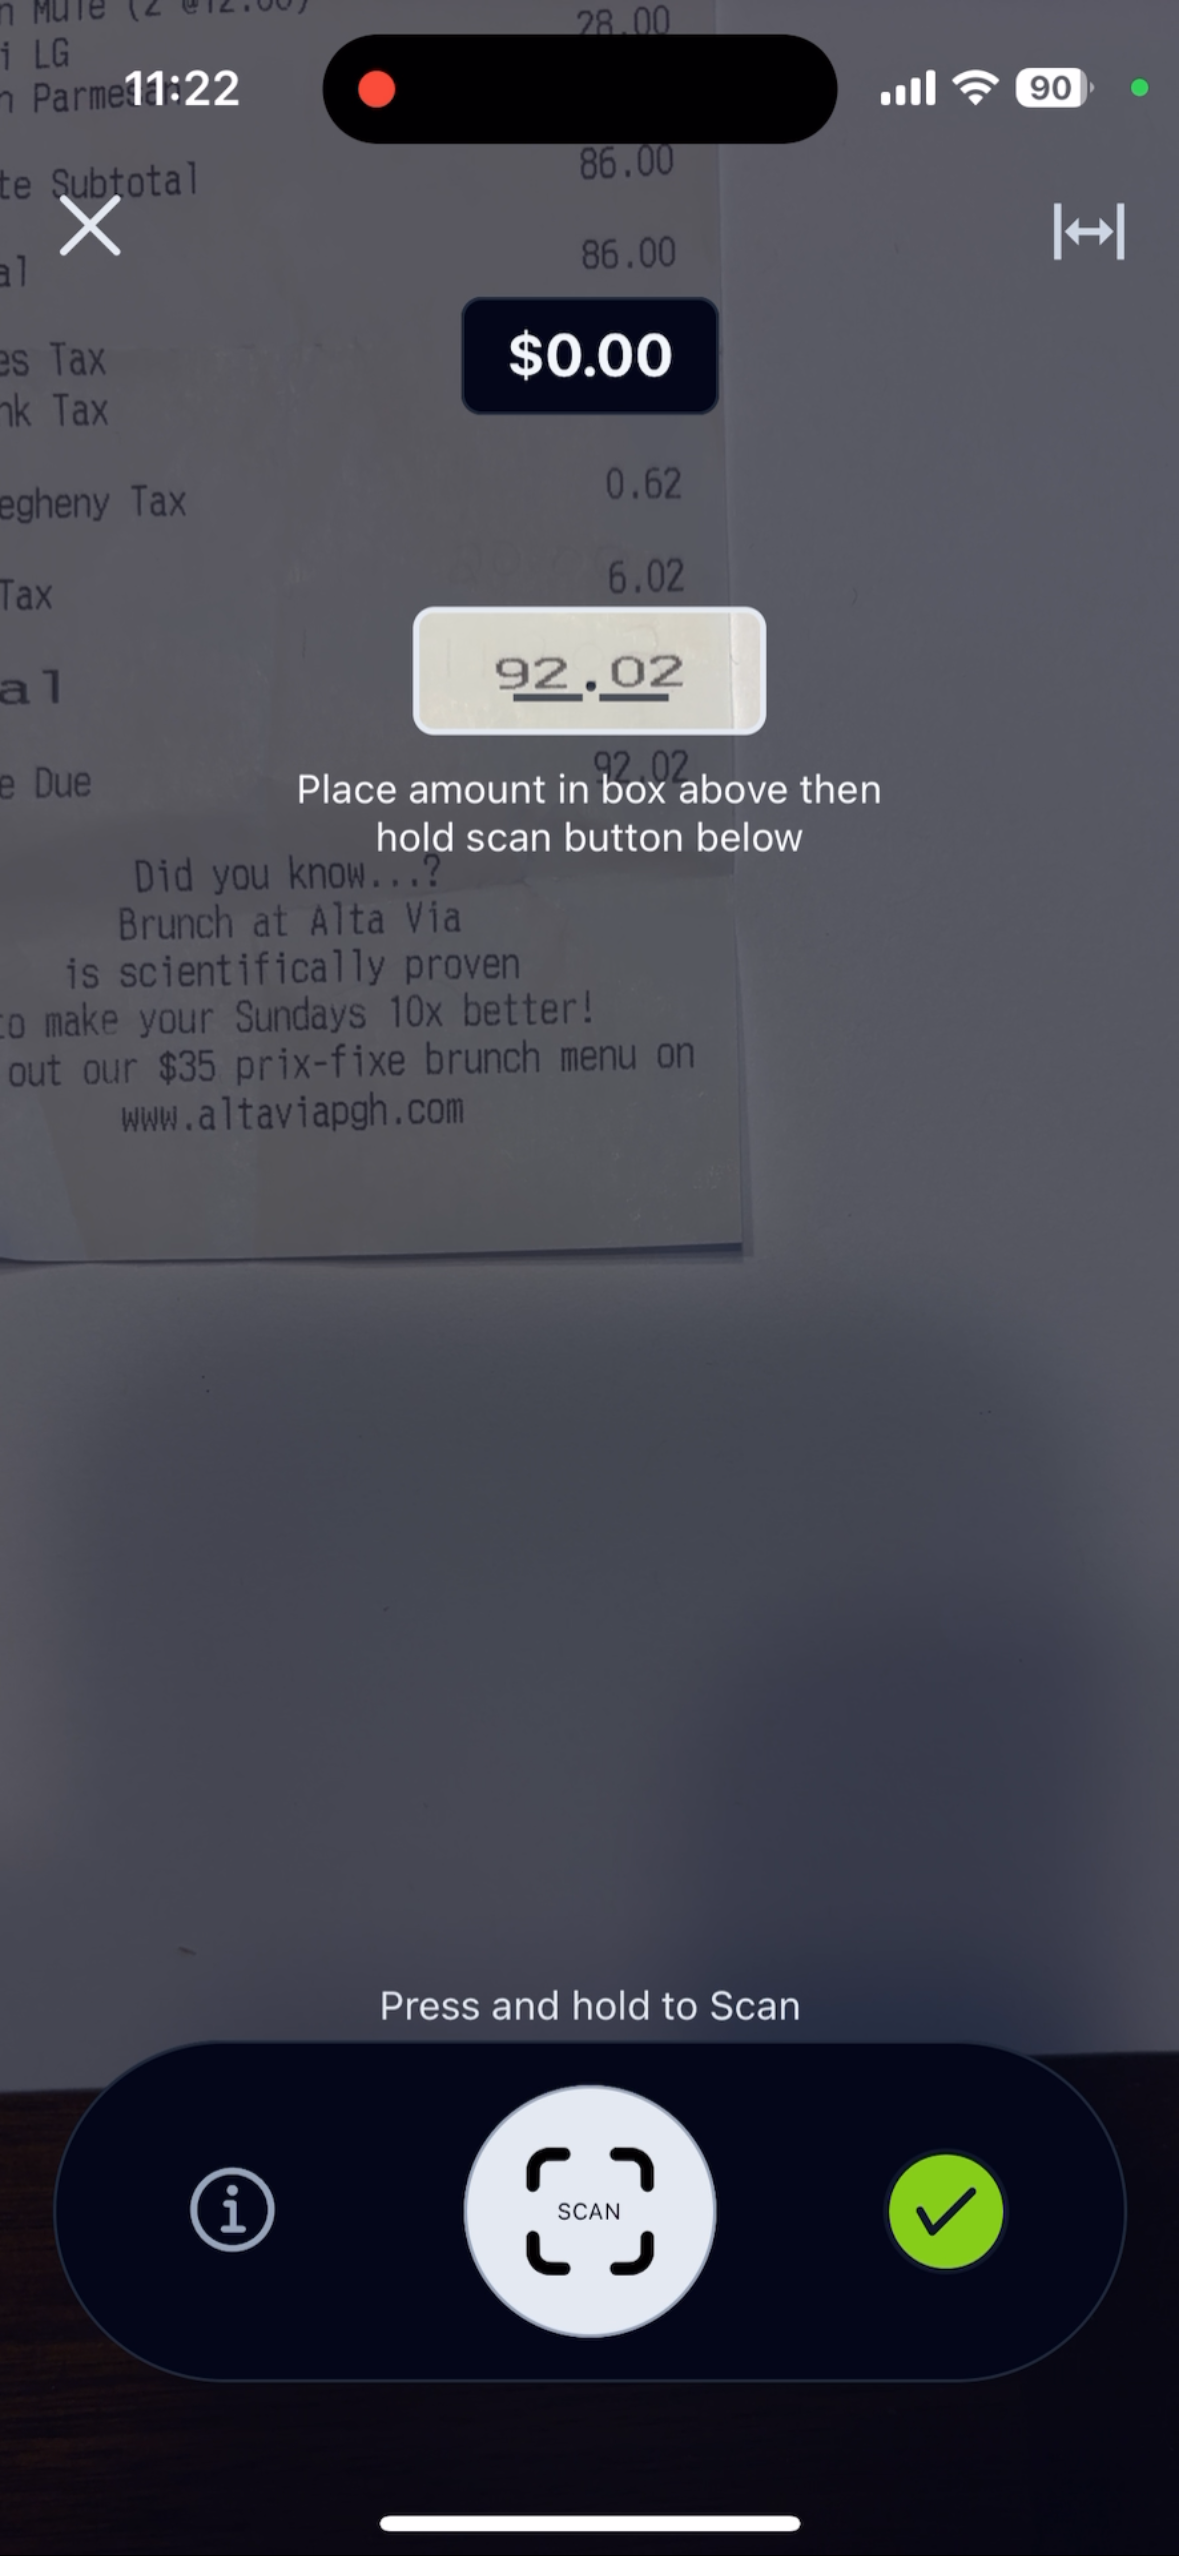 n Mule (2 @12.00)
28.00
i LG
n Parmesan
11:22
90
te Subtotal 86.00
al 86.00
$0.00
es Tax
nk Tax
0.62
egheny Tax
6.02
Tax
92.02
al
92.02
e Due
Place amount in box above then
hold scan button below
Did you know...?
Brunch at Alta Via
is scientifically proven
to make your Sundays 10x better!
out our $35 prix-fixe brunch menu on
www.altaviapgh.com
Press and hold to Scan
SCAN